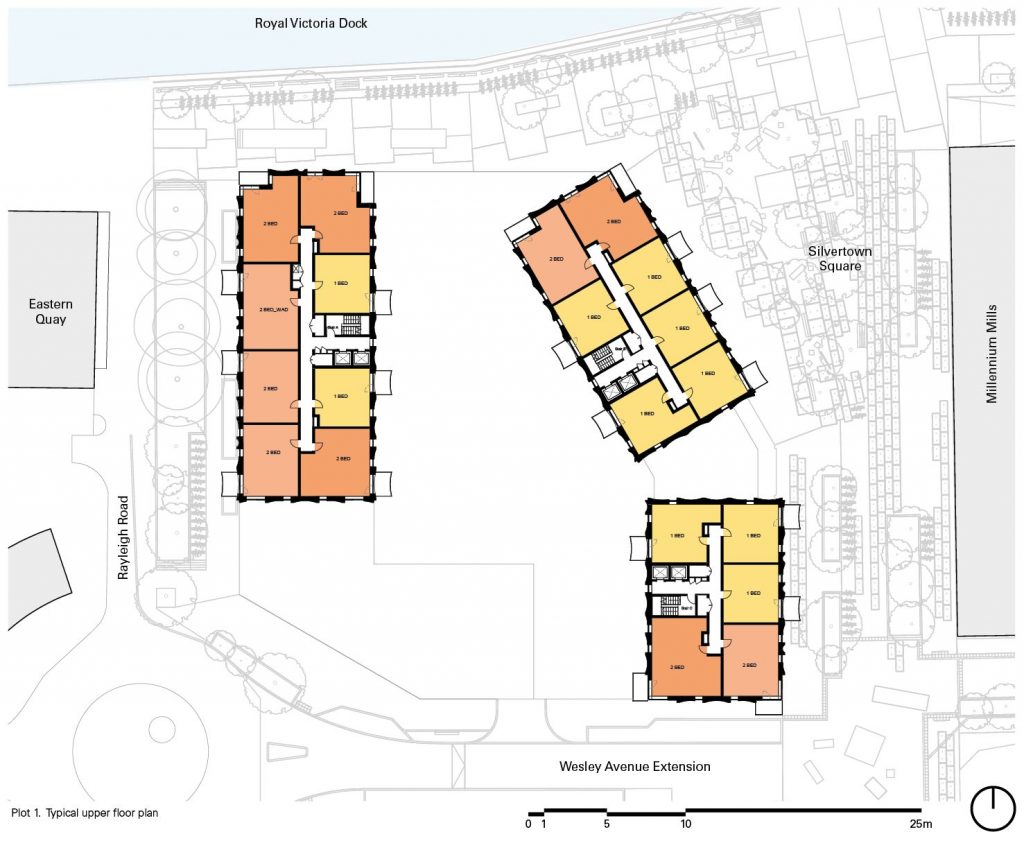 Royal Victoria Dock
2 BED
2 BED
2 BED
2 BED
1 BED
1 BED
Silvertown
Square
Eastern
Quay
2 BED_WAD
1 BED
1 BED
Stair A
Millennium Mills
2 BED
1 BED
1 BED
1 BED
2 BED
2 BED
Rayleigh Road
1 BED
1 BED
1 BED
2 BED
2 BED
Wesley Avenue Extension
Plot 1. Typical upper floor plan
0 1 5 10 25m